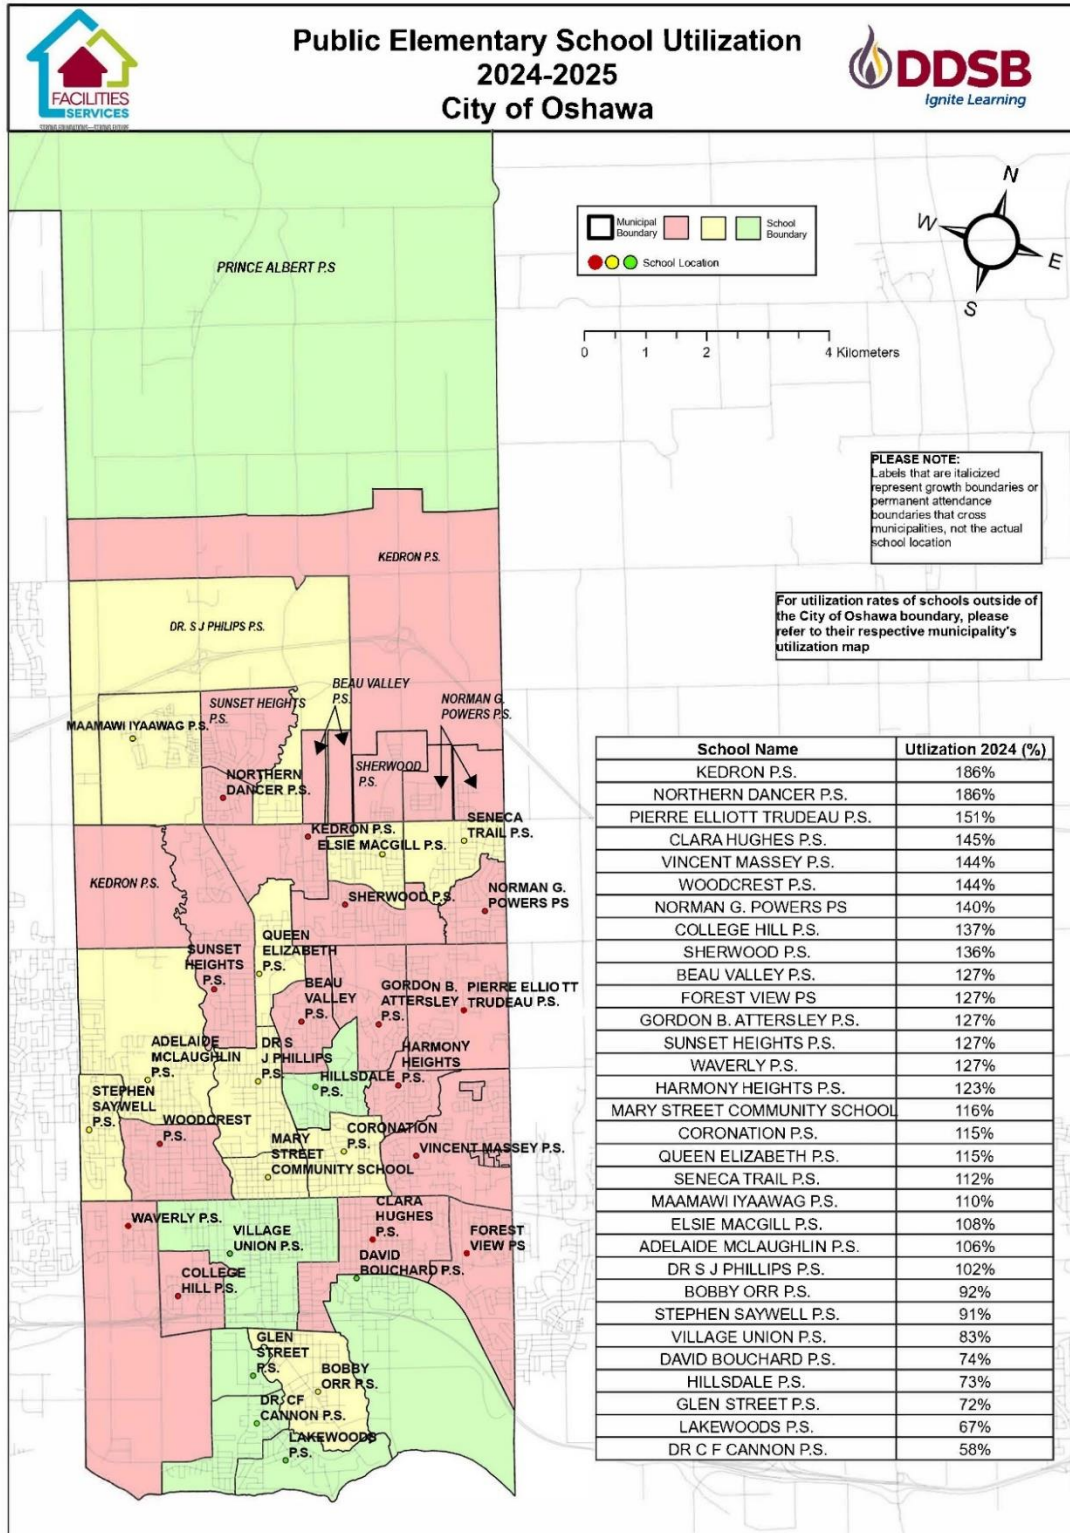 Public Elementary School Utilization
2024-2025
City of Oshawa
FACILITIES
SERVICES
DDSB
Ignite Learning
Municipal
Boundary
School
Boundary
School Location
N
W
E
S
0 1 2 4 Kilometers
PLEASE NOTE:
Labels that are italicized
represent growth boundaries or
permanent attendance
boundaries that cross
municipalities, not the actual
school location
For utilization rates of schools outside of
the City of Oshawa boundary, please
refer to their respective municipality's
utilization map
PRINCE ALBERT P.S
KEDRON P.S.
DR. S J PHILIPS P.S.
BEAU VALLEY
P.S.
SUNSET HEIGHTS
P.S.
NORMAN G.
POWERS P.S.
MAAMAWI IYAAWAG P.S.
SHERWOOD
P.S.
NORTHERN
DANCER P.S.
KEDRON P.S.
ELSIE MACGILL P.S.
SENECA
TRAIL P.S.
KEDRON P.S.
SHERWOOD P.S.
NORMAN G.
POWERS PS
QUEEN
ELIZABETH
P.S.
SUNSET
HEIGHTS
P.S.
BEAU
VALLEY
P.S.
GORDON B.
ATTERSLEY
P.S.
PIERRE ELLIOTT
TRUDEAU P.S.
ADELAIDE
MCLAUGHLIN
P.S.
DR S
J PHILLIPS
P.S.
HILLSDALE
P.S.
HARMONY
HEIGHTS
P.S.
STEPHEN
SAYWELL
P.S.
WOODCREST
P.S.
MARY
STREET
COMMUNITY SCHOOL
CORONATION
P.S.
VINCENT MASSEY P.S.
WAVERLY P.S.
VILLAGE
UNION P.S.
CLARA
HUGHES
P.S.
FOREST
VIEW PS
COLLEGE
HILL P.S.
DAVID
BOUCHARD P.S.
GLEN
STREET
P.S.
BOBBY
ORR P.S.
DR CF
CANNON P.S.
LAKEWOODS
P.S.
School Name Utlization 2024 (%)
KEDRON P.S. 186%
NORTHERN DANCER P.S. 186%
PIERRE ELLIOTT TRUDEAU P.S. 151%
CLARA HUGHES P.S. 145%
VINCENT MASSEY P.S. 144%
WOODCREST P.S. 144%
NORMAN G. POWERS PS 140%
COLLEGE HILL P.S. 137%
SHERWOOD P.S. 136%
BEAU VALLEY P.S. 127%
FOREST VIEW PS 127%
GORDON B. ATTERSLEY P.S. 127%
SUNSET HEIGHTS P.S. 127%
WAVERLY P.S. 127%
HARMONY HEIGHTS P.S. 123%
MARY STREET COMMUNITY SCHOOL 116%
CORONATION P.S. 115%
QUEEN ELIZABETH P.S. 115%
SENECA TRAIL P.S. 112%
MAAMAWI IYAAWAG P.S. 110%
ELSIE MACGILL P.S. 108%
ADELAIDE MCLAUGHLIN P.S. 106%
DR S J PHILLIPS P.S. 102%
BOBBY ORR P.S. 92%
STEPHEN SAYWELL P.S. 91%
VILLAGE UNION P.S. 83%
DAVID BOUCHARD P.S. 74%
HILLSDALE P.S. 73%
GLEN STREET P.S. 72%
LAKEWOODS P.S. 67%
DR C F CANNON P.S. 58%